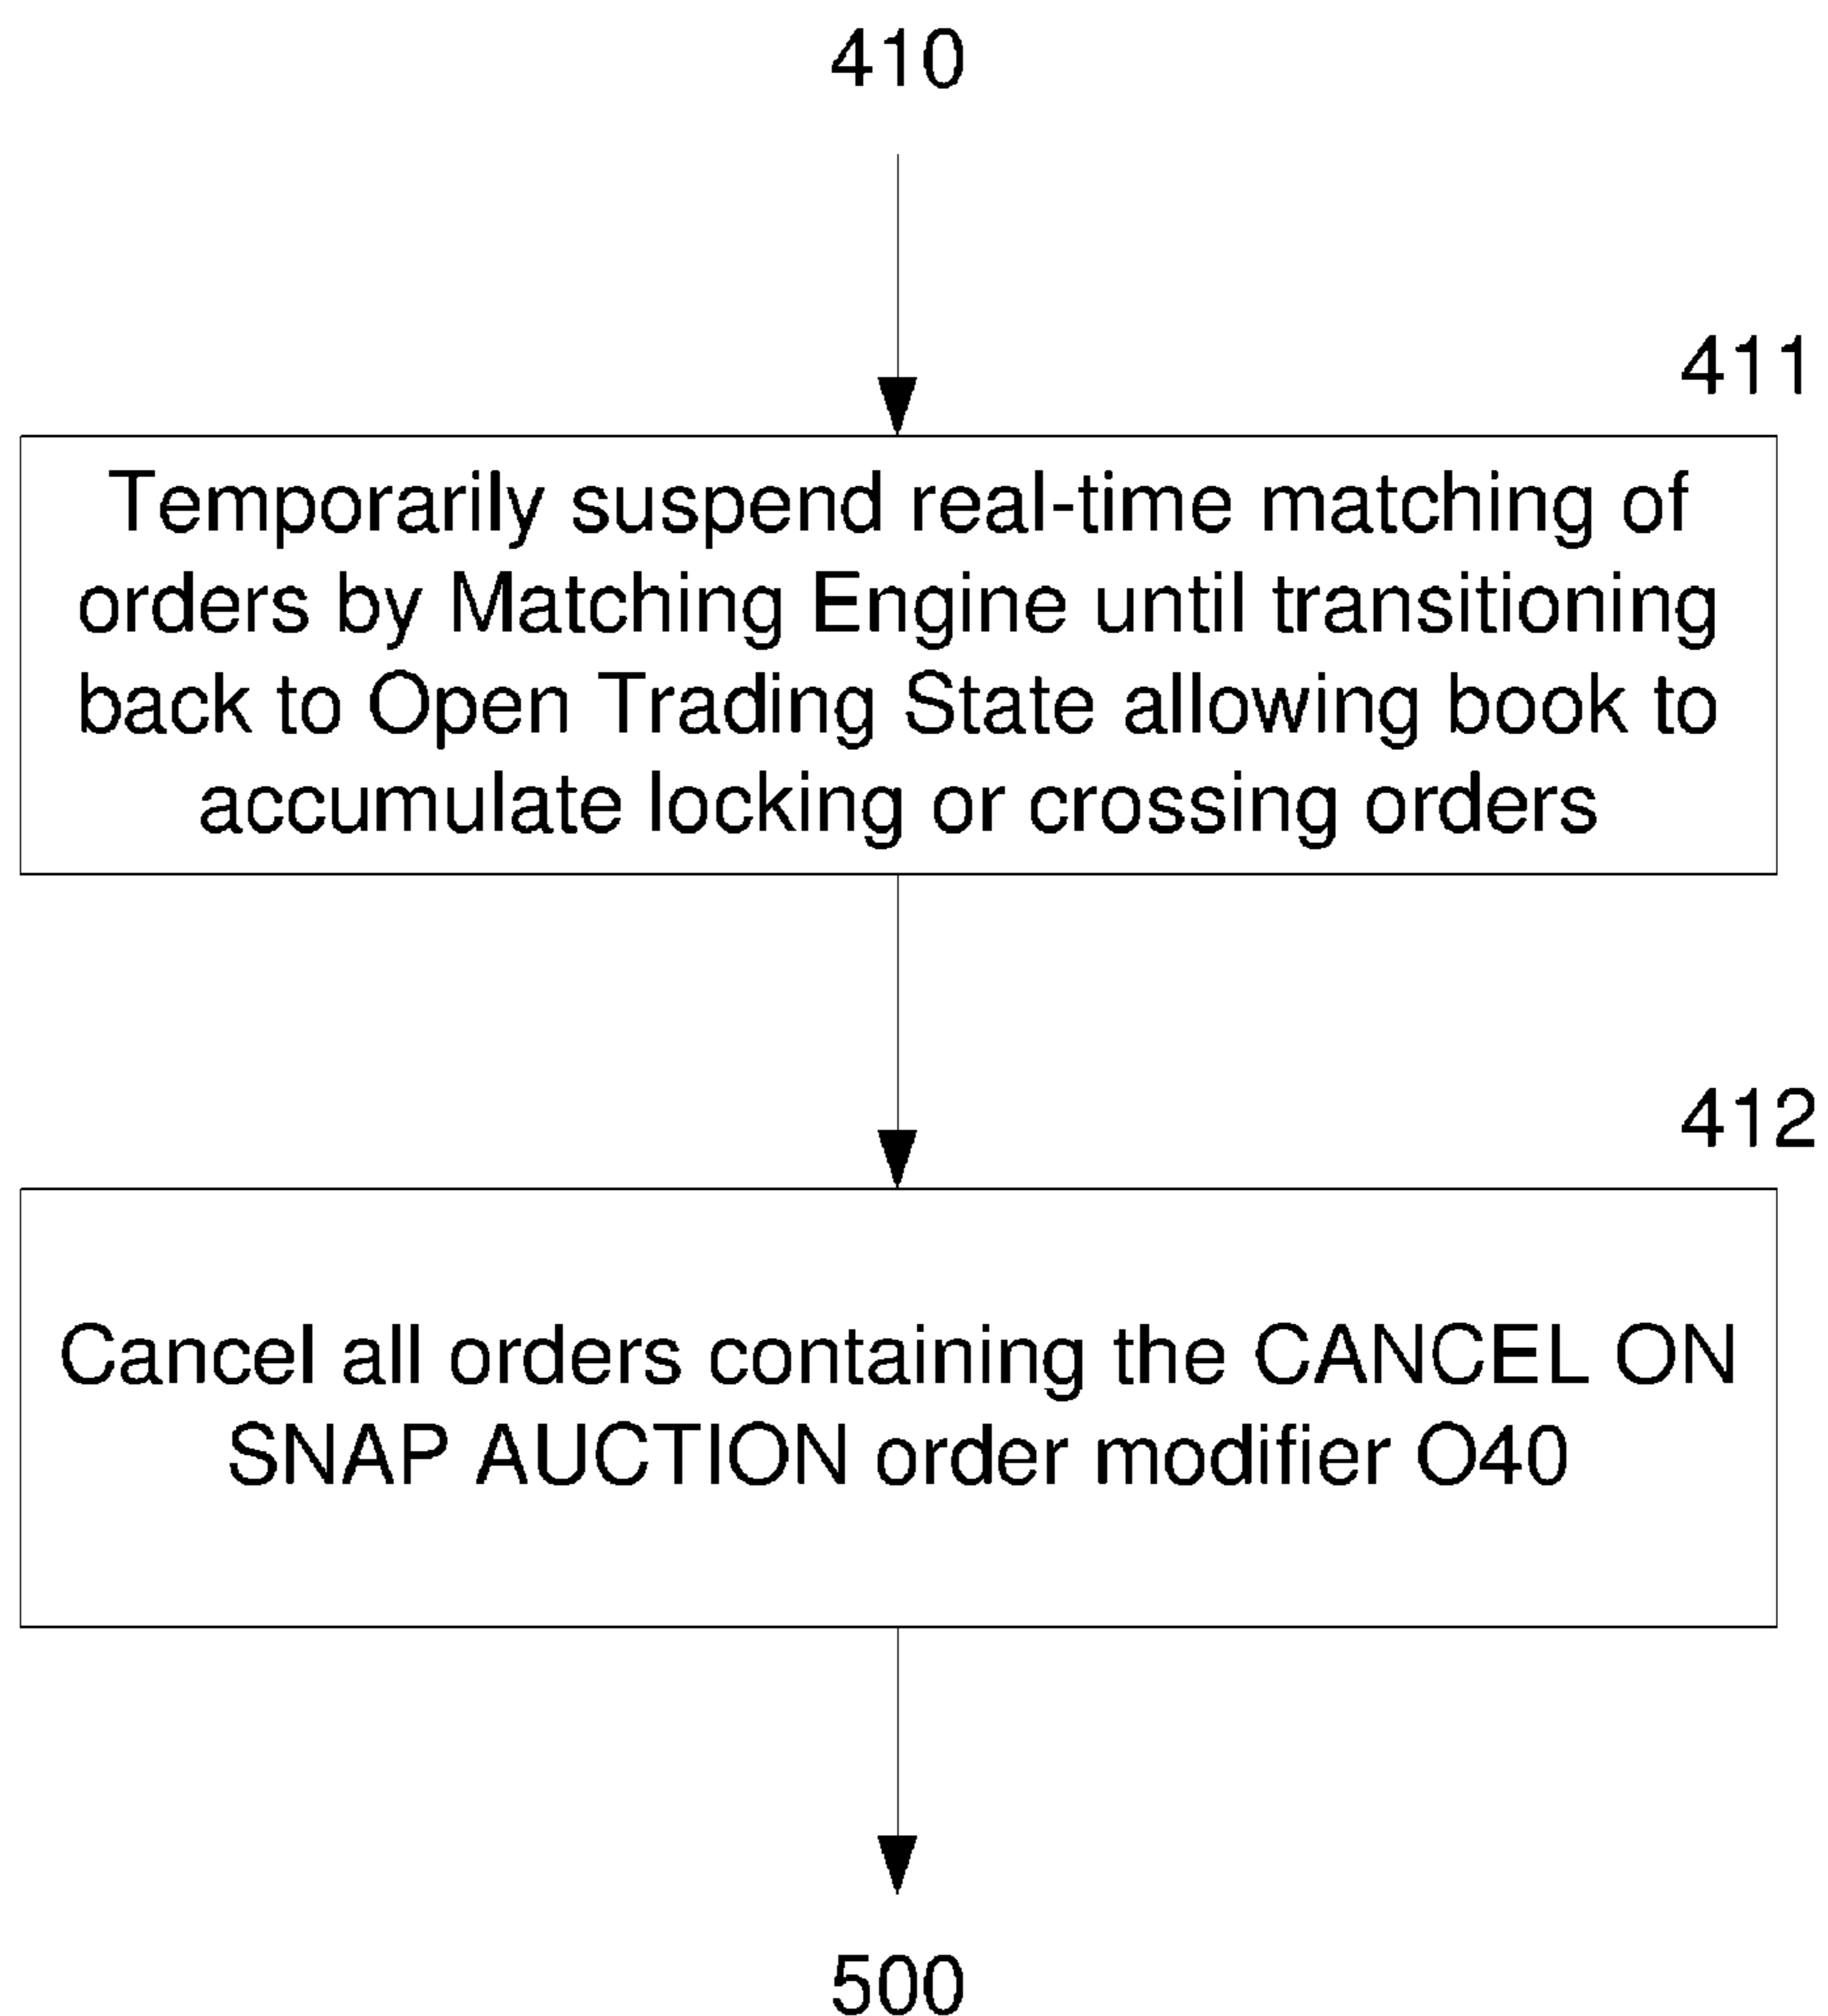 410
411
Temporarily suspend real-time matching of
orders by Matching Engine until transitioning
back to Open Trading State allowing book to
accumulate locking or crossing orders
412
Cancel all orders containing the CANCEL ON
SNAP AUCTION order modifier O40
500